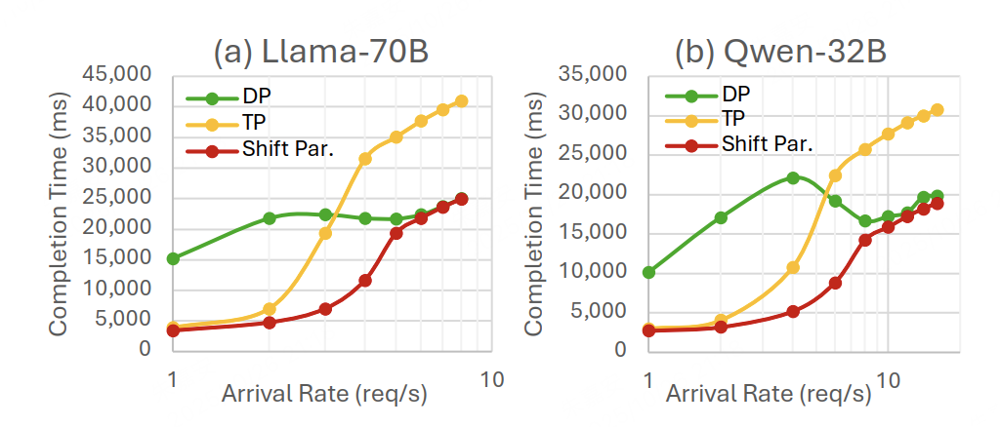 (a) Llama-70B
Completion Time (ms)
45,000
40,000
35,000
30,000
25,000
20,000
15,000
10,000
5,000
0
DP
TP
Shift Par.
1
10
Arrival Rate (req/s)
(b) Qwen-32B
Completion Time (ms)
35,000
30,000
25,000
20,000
15,000
10,000
5,000
0
DP
TP
Shift Par.
1
10
Arrival Rate (req/s)